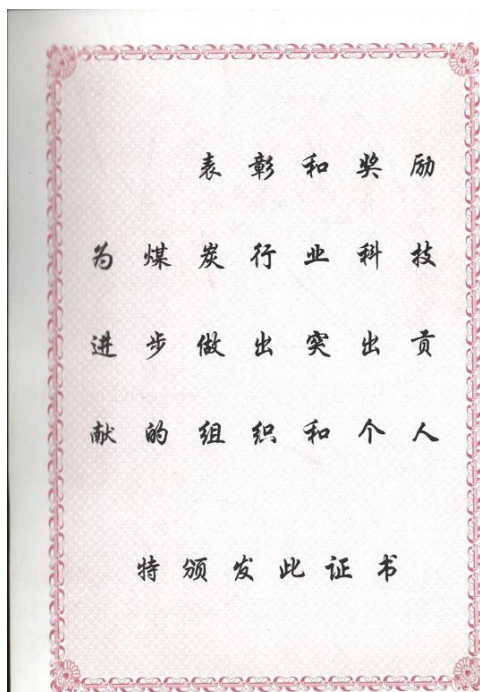 表彰和奖励
为煤炭行业科技
进步做出突出贡
献的组织和个人
特颁发此证书